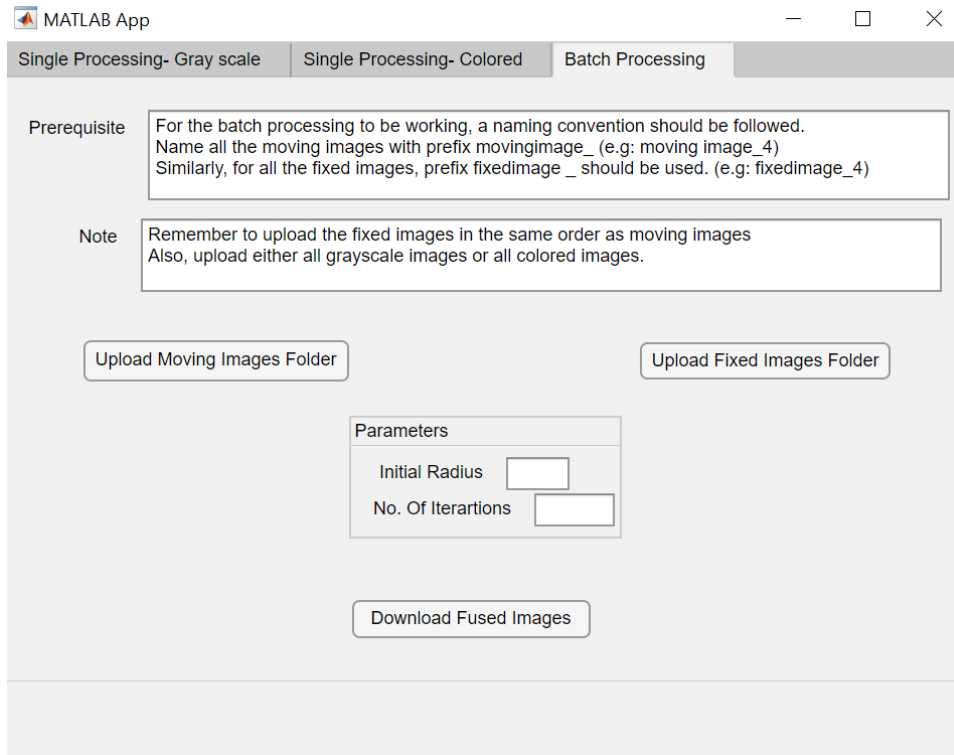 MATLAB App
Single Processing- Gray scale
Single Processing- Colored
Batch Processing
Prerequisite
For the batch processing to be working, a naming convention should be followed.
Name all the moving images with prefix movingimage_ (e.g: moving image_4)
Similarly, for all the fixed images, prefix fixedimage _ should be used. (e.g: fixedimage_4)
Note
Remember to upload the fixed images in the same order as moving images
Also, upload either all grayscale images or all colored images.
Upload Moving Images Folder
Upload Fixed Images Folder
Parameters
Initial Radius
No. Of Iterartions
Download Fused Images